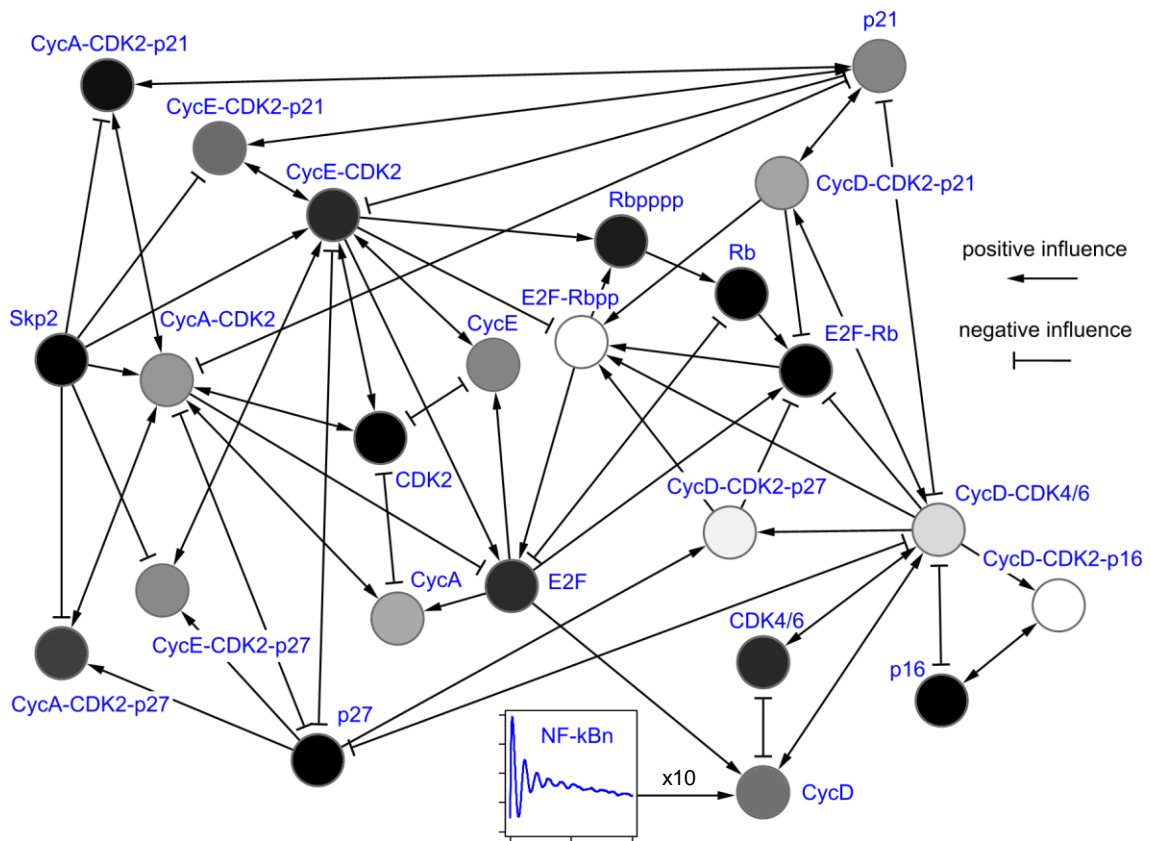 p21
CycA-CDK2-p21
CycE-CDK2-p21
CycE-CDK2
CycD-CDK2-p21
Rbpppp
Rb
positive influence
E2F-Rbpp
Skp2
CycA-CDK2
CycE
E2F-Rb
negative influence
CDK2
CycD-CDK2-p27
CycD-CDK4/6
CycD-CDK2-p16
CycA
E2F
CDK4/6
CycE-CDK2-p27
p16
CycA-CDK2-p27
p27
NF-kBn
x10
CycD